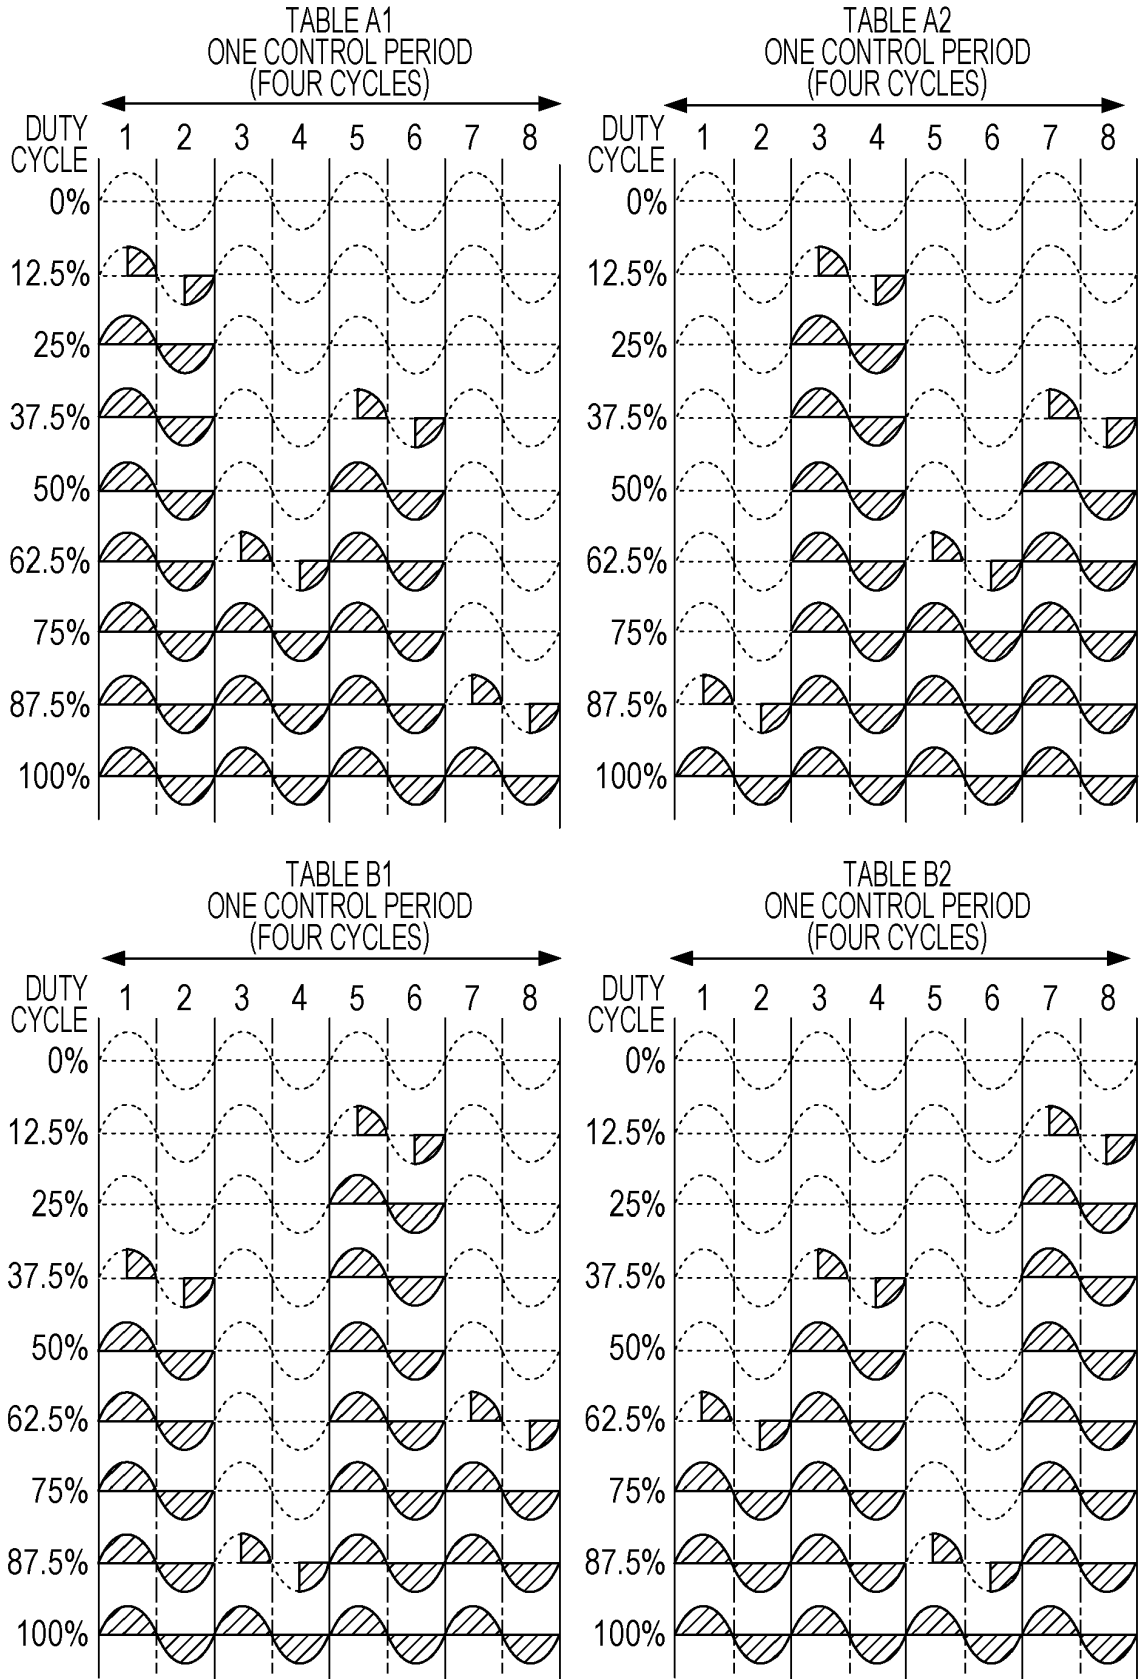 TABLE A1
ONE CONTROL PERIOD
(FOUR CYCLES)
DUTY
CYCLE
1 2 3 4 5 6 7 8
0%
12.5%
25%
37.5%
50%
62.5%
75%
87.5%
100%
TABLE A2
ONE CONTROL PERIOD
(FOUR CYCLES)
DUTY
CYCLE
1 2 3 4 5 6 7 8
0%
12.5%
25%
37.5%
50%
62.5%
75%
87.5%
100%
TABLE B1
ONE CONTROL PERIOD
(FOUR CYCLES)
DUTY
CYCLE
1 2 3 4 5 6 7 8
0%
12.5%
25%
37.5%
50%
62.5%
75%
87.5%
100%
TABLE B2
ONE CONTROL PERIOD
(FOUR CYCLES)
DUTY
CYCLE
1 2 3 4 5 6 7 8
0%
12.5%
25%
37.5%
50%
62.5%
75%
87.5%
100%